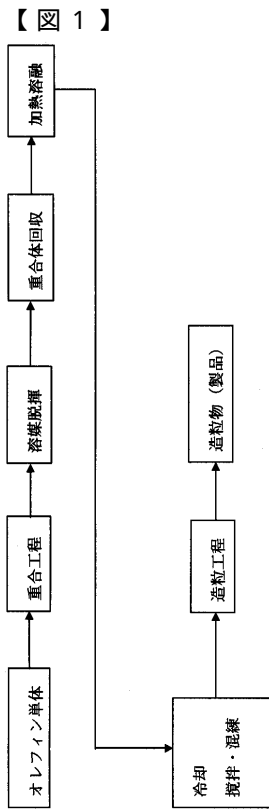 【図1】
オレフィン単体
重合工程
溶媒脱揮
重合体回収
加熱溶融
冷却
撹拌・混練
造粒工程
造粒物（製品）